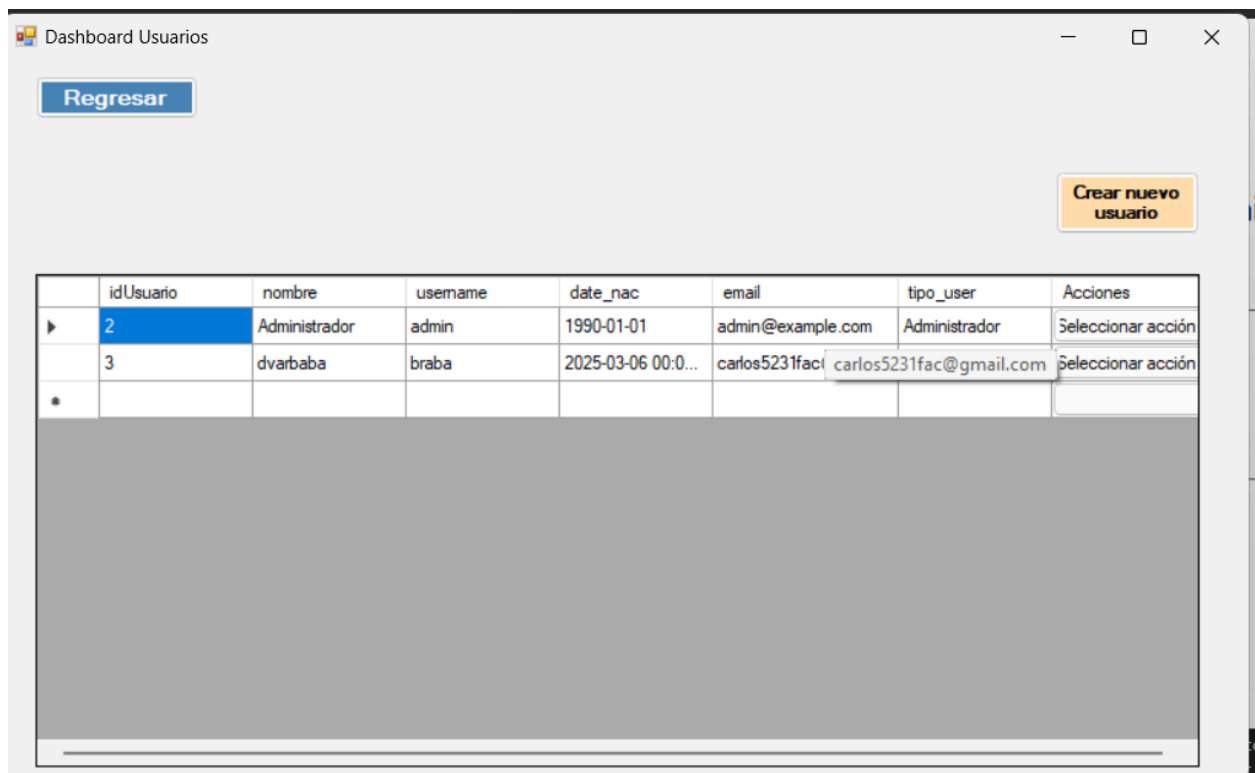 Dashboard Usuarios
Regresar
Crear nuevo
usuario
idUsuario nombre username date_nac email tipo_user Acciones
2 Administrador admin 1990-01-01 admin@example.com Administrador Seleccionar acción
3 dvarbaba braba 2025-03-06 00:0... carlos5231fac carlos5231fac@gmail.com Seleccionar acción